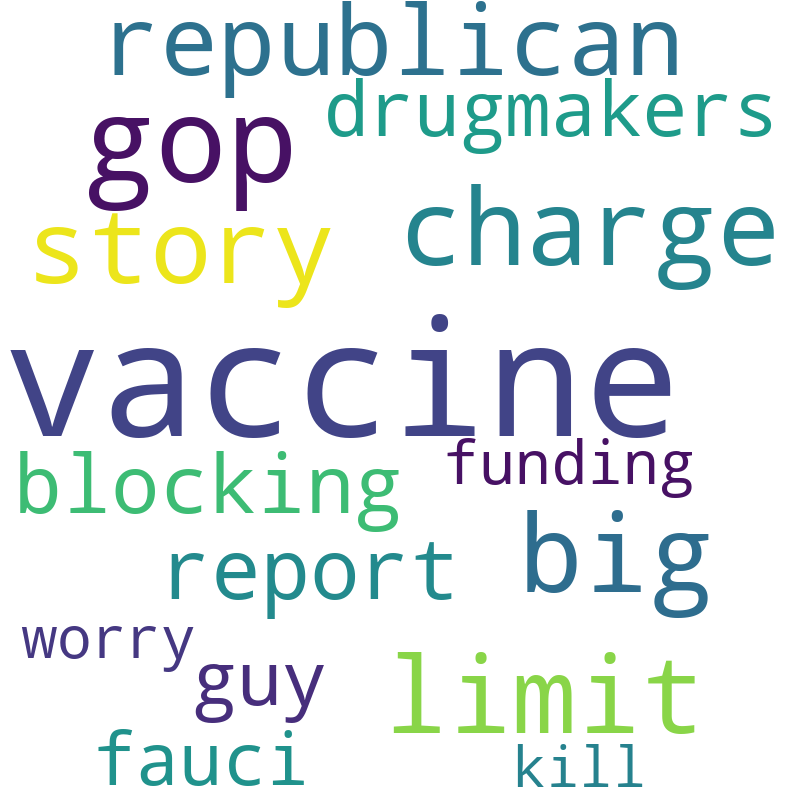 republican
drugmakers
gop
charge
story
vaccine
funding
blocking
big
report
worry
guy
limit
fauci
kill